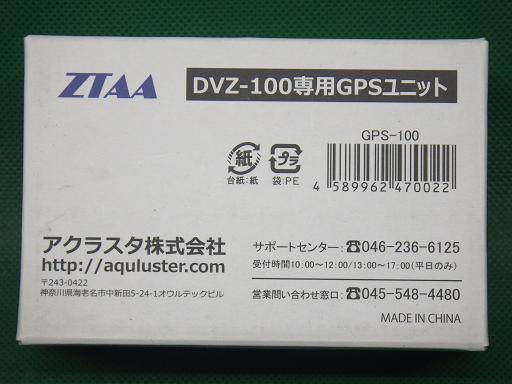 ZTAA
DVZ-100専用GPSユニット
GPS-100
紙
プラ
台紙:紙
袋:PE
4 589962 470022
アクラスタ株式会社
http://aquluster.com
〒243-0422
神奈川県海老名市中新田5-24-1オウルテックビル
サポートセンター:☎046-236-6125
受付時間10:00~12:00/13:00~17:00(平日のみ)
営業問い合わせ窓口:☎045-548-4480
MADE IN CHINA